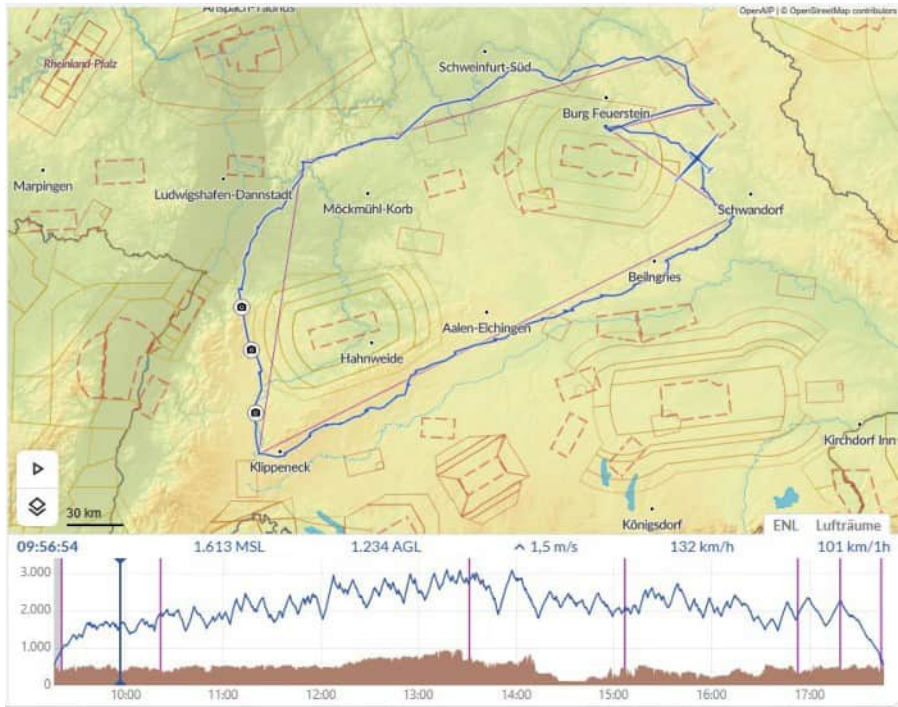 OpenAIP | © OpenStreetMap contributors
Anspach-Taunus
Rheinland-Pfalz
Schweinfurt-Süd
Burg Feuerstein
Marpingen
Ludwigshafen-Dannstadt
Möckmühl-Korb
Schwandorf
Beilngries
Aalen-Elchingen
Hahnweide
Klippeneck
Kirchdorf Inn
30 km
Königsdorf
ENL Lufträume
09:56:54 1.613 MSL 1.234 AGL 1,5 m/s 132 km/h 101 km/1h
3.000
2.000
1.000
0
10:00 11:00 12:00 13:00 14:00 15:00 16:00 17:00